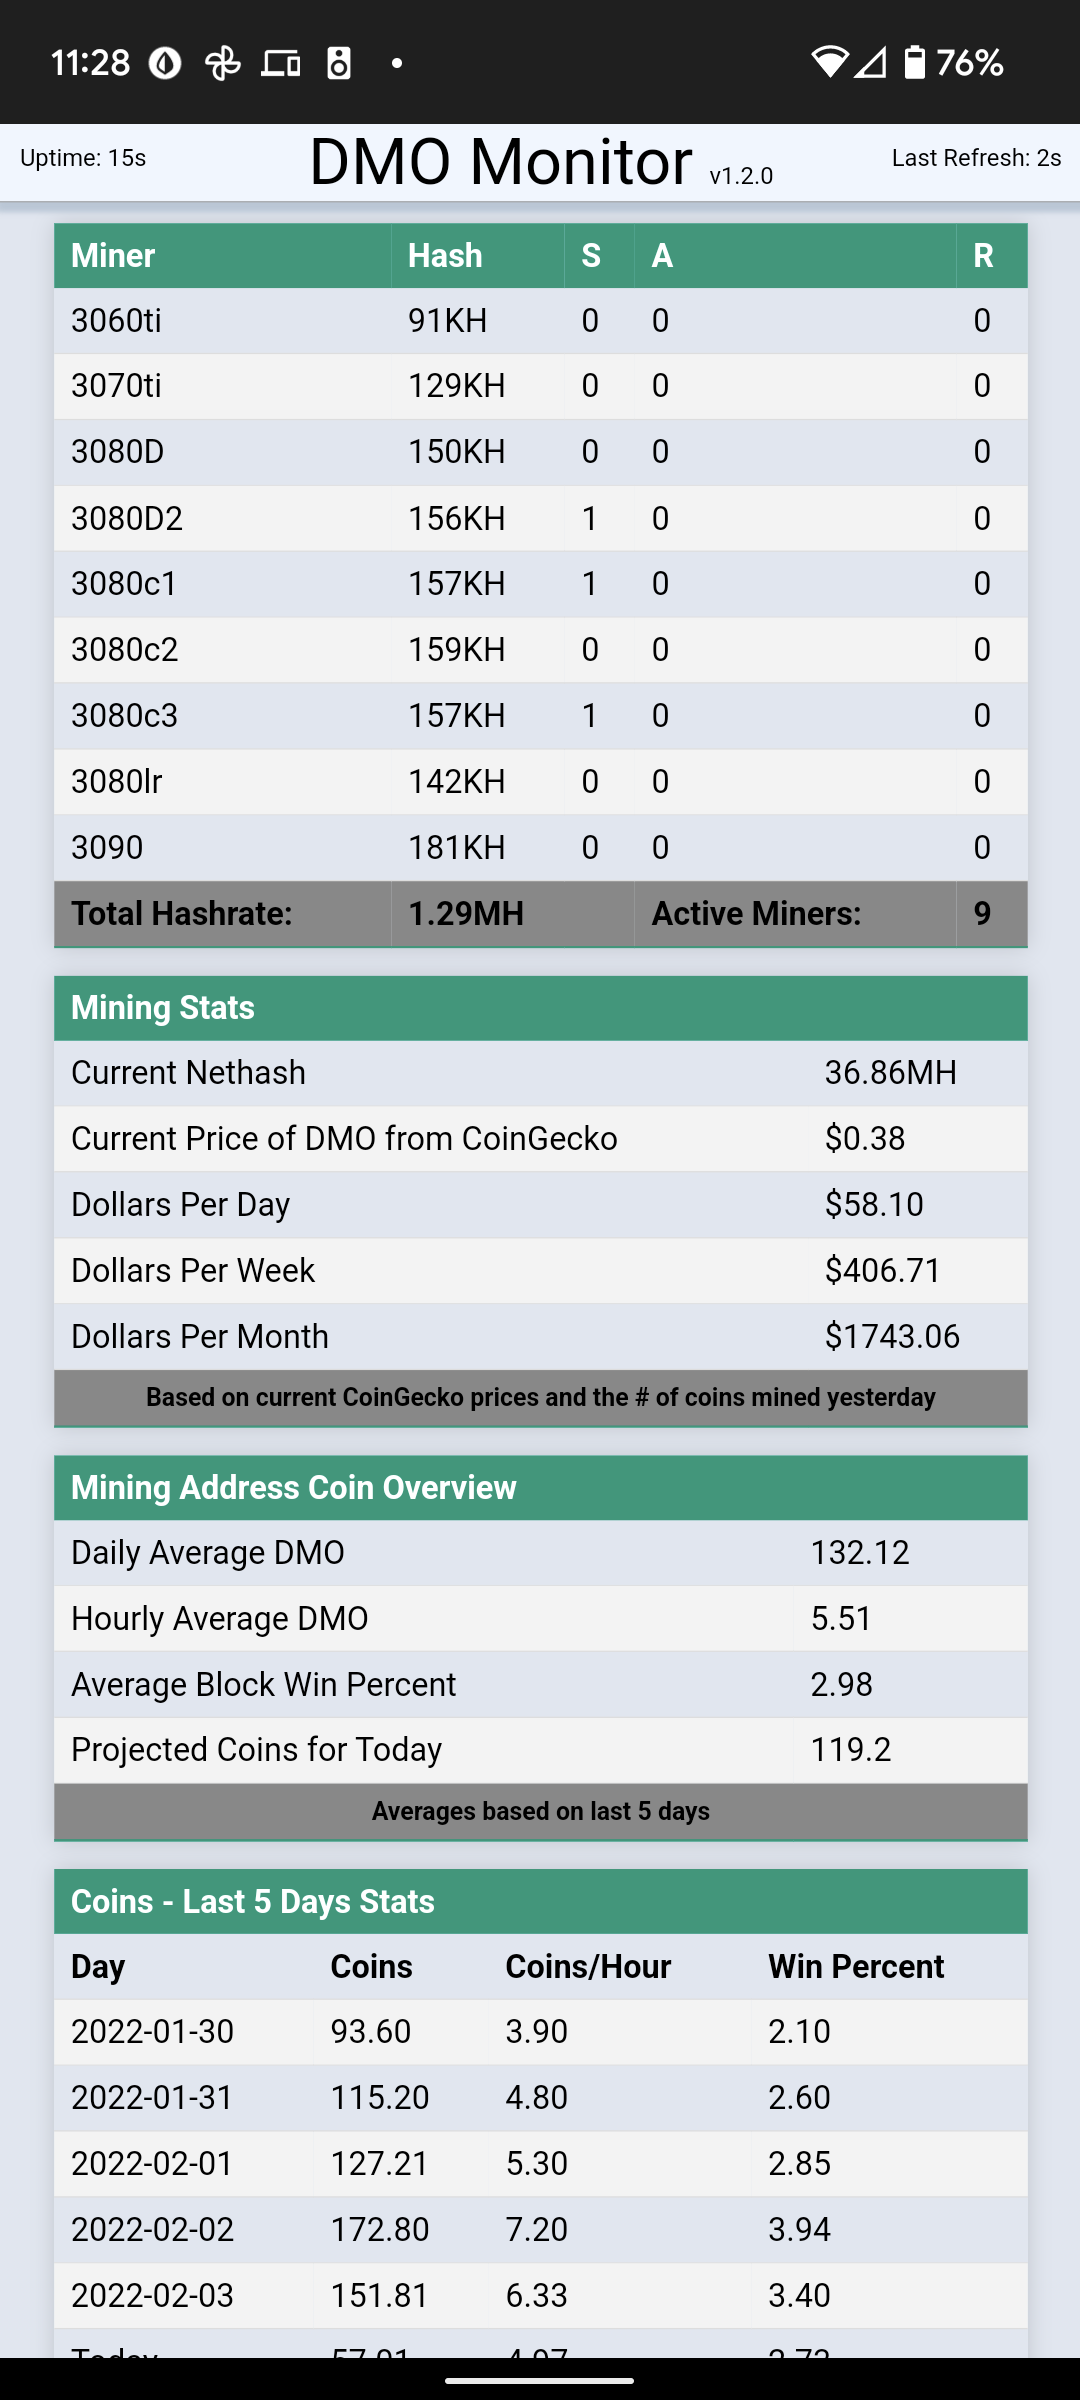 11:28 76%
Uptime: 15s DMO Monitor v1.2.0 Last Refresh: 2s
Miner Hash S A R
3060ti 91KH 0 0 0
3070ti 129KH 0 0 0
3080D 150KH 0 0 0
3080D2 156KH 1 0 0
3080c1 157KH 1 0 0
3080c2 159KH 0 0 0
3080c3 157KH 1 0 0
3080lr 142KH 0 0 0
3090 181KH 0 0 0
Total Hashrate: 1.29MH Active Miners: 9
Mining Stats
Current Nethash 36.86MH
Current Price of DMO from CoinGecko $0.38
Dollars Per Day $58.10
Dollars Per Week $406.71
Dollars Per Month $1743.06
Based on current CoinGecko prices and the # of coins mined yesterday
Mining Address Coin Overview
Daily Average DMO 132.12
Hourly Average DMO 5.51
Average Block Win Percent 2.98
Projected Coins for Today 119.2
Averages based on last 5 days
Coins - Last 5 Days Stats
Day Coins Coins/Hour Win Percent
2022-01-30 93.60 3.90 2.10
2022-01-31 115.20 4.80 2.60
2022-02-01 127.21 5.30 2.85
2022-02-02 172.80 7.20 3.94
2022-02-03 151.81 6.33 3.40
Today